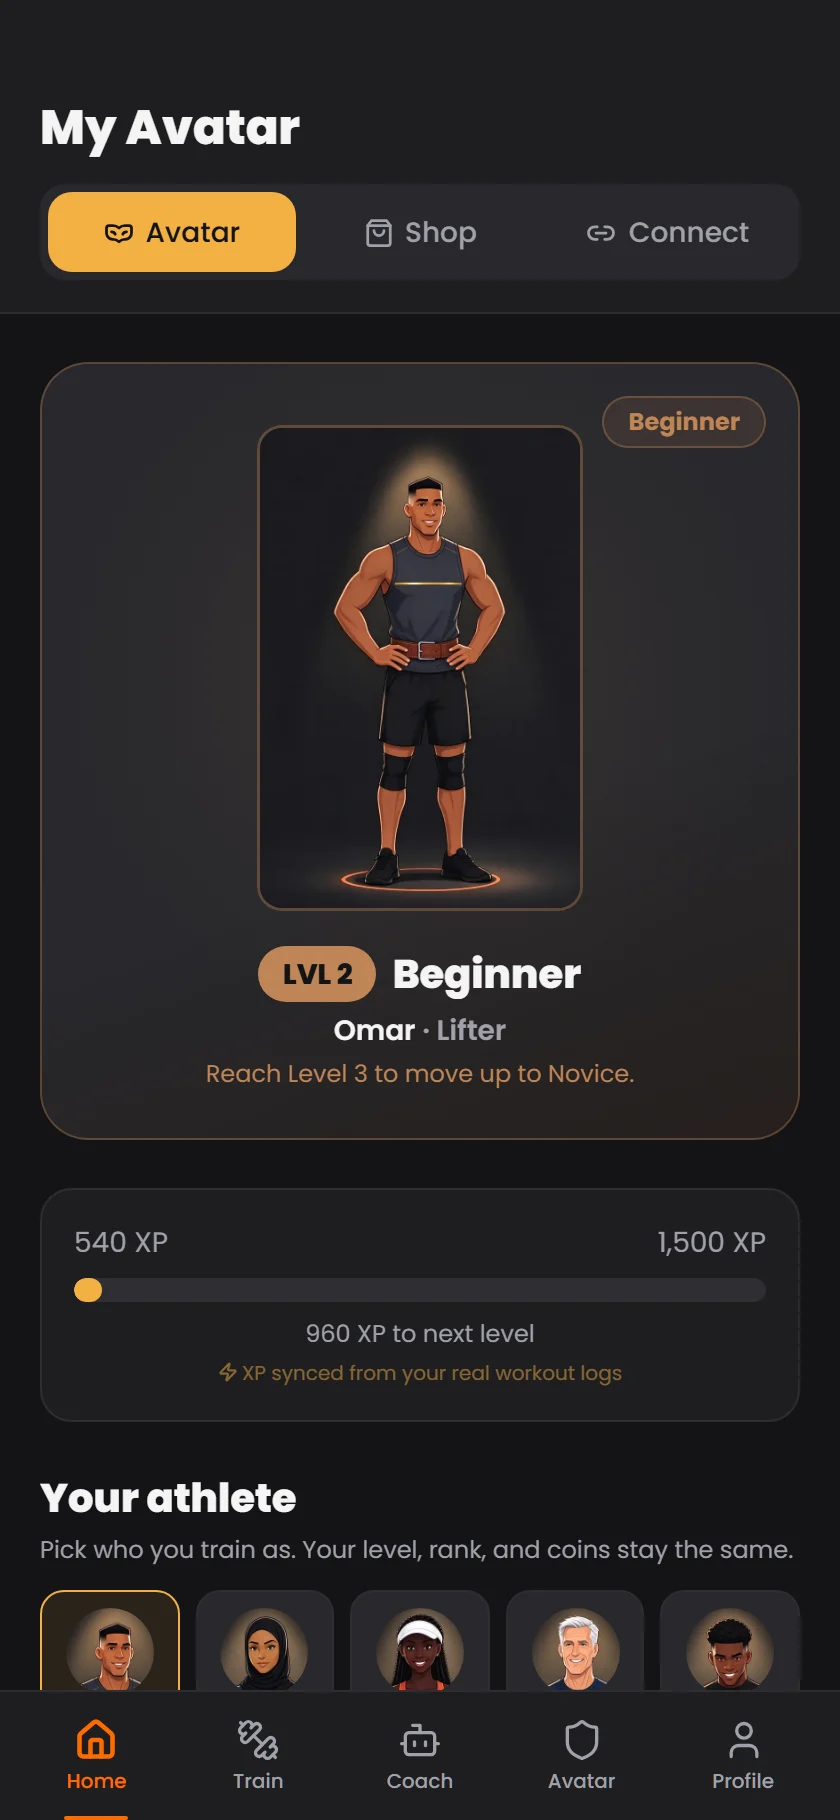 My Avatar
Avatar
Shop
Connect
Beginner
LVL 2 Beginner
Omar · Lifter
Reach Level 3 to move up to Novice.
540 XP
1,500 XP
960 XP to next level
XP synced from your real workout logs
Your athlete
Pick who you train as. Your level, rank, and coins stay the same.
Home
Train
Coach
Avatar
Profile